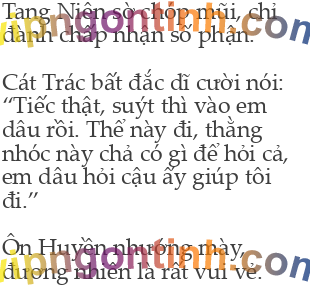 Tang Niên sờ chóp mũi, chỉ
đành chấp nhận số phận.
Cát Trác bất đắc dĩ cười nói:
“Tiếc thật, suýt thì vào em
dâu rồi. Thế này đi, thằng
nhóc này chả có gì để hỏi cả,
em dâu hỏi cậu ấy giúp tôi
đi.”
Ôn Huyền nhướng mày,
đương nhiên là rất vui vẻ.